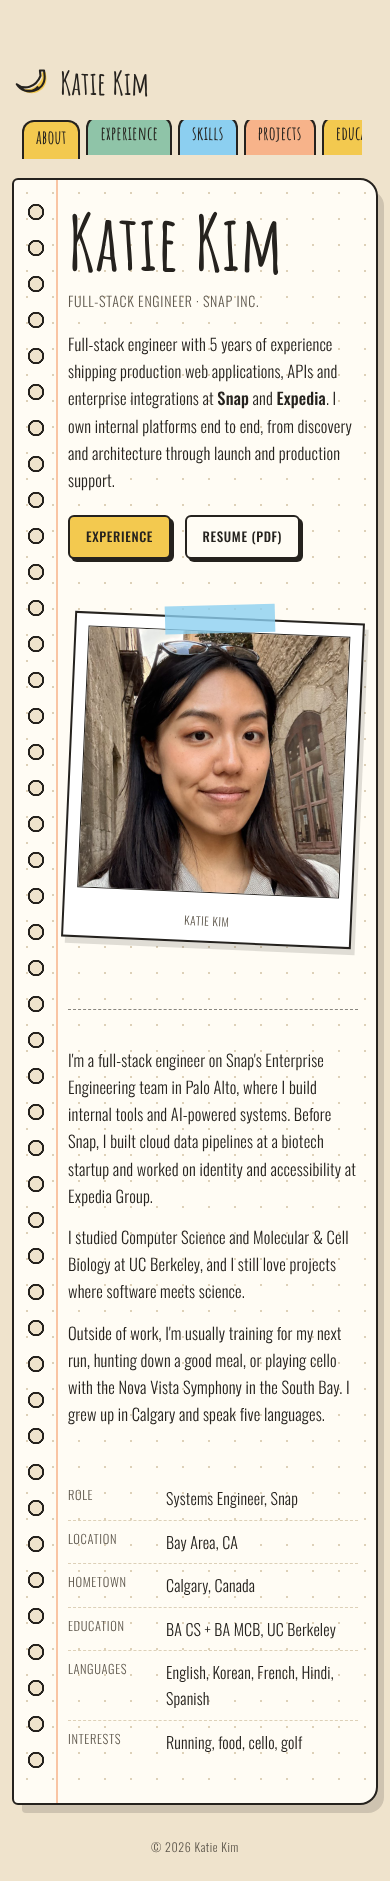 Katie Kim
ABOUT
EXPERIENCE
SKILLS
PROJECTS
Katie Kim
FULL-STACK ENGINEER · SNAP INC.
Full-stack engineer with 5 years of experience
shipping production web applications, APIs and
enterprise integrations at Snap and Expedia. I
own internal platforms end to end, from discovery
and architecture through launch and production
support.
EXPERIENCE
RESUME (PDF)
KATIE KIM
I'm a full-stack engineer on Snap's Enterprise
Engineering team in Palo Alto, where I build
internal tools and AI-powered systems. Before
Snap, I built cloud data pipelines at a biotech
startup and worked on identity and accessibility at
Expedia Group.
I studied Computer Science and Molecular & Cell
Biology at UC Berkeley, and I still love projects
where software meets science.
Outside of work, I'm usually training for my next
run, hunting down a good meal, or playing cello
with the Nova Vista Symphony in the South Bay. I
grew up in Calgary and speak five languages.
ROLE
Systems Engineer, Snap
LOCATION
Bay Area, CA
HOMETOWN
Calgary, Canada
EDUCATION
BA CS + BA MCB, UC Berkeley
LANGUAGES
English, Korean, French, Hindi,
Spanish
INTERESTS
Running, food, cello, golf
© 2026 Katie Kim